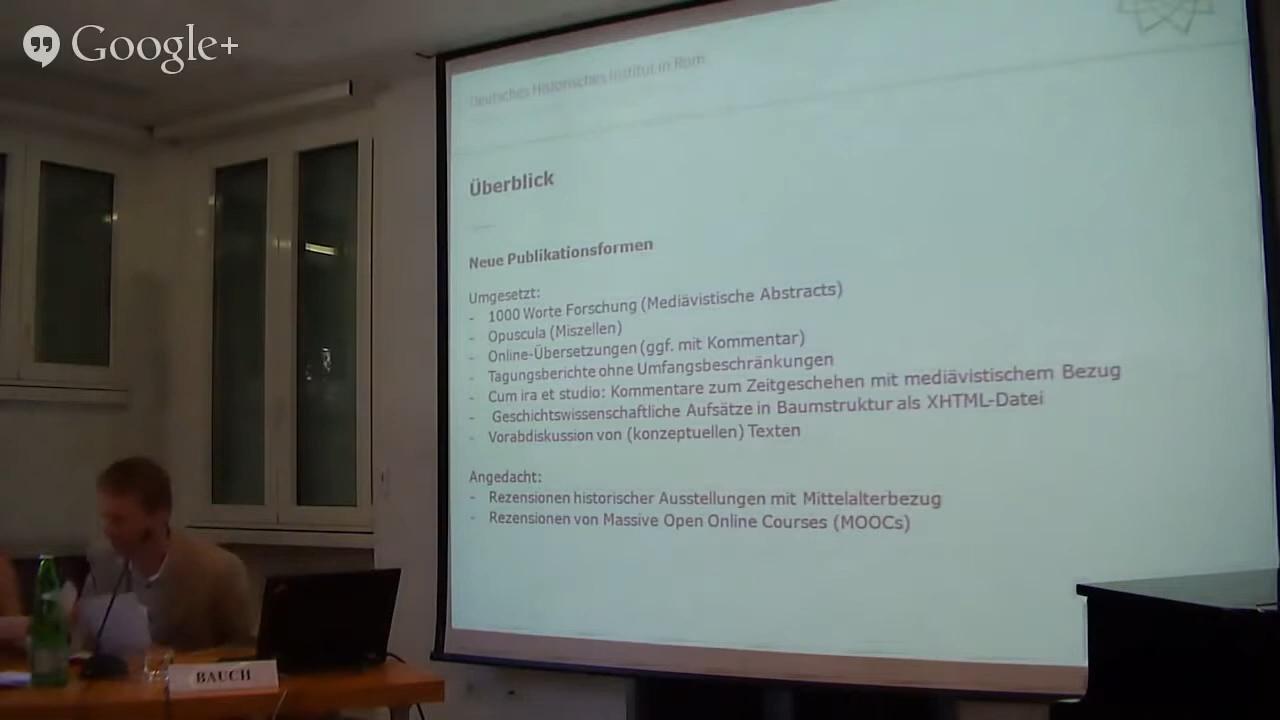 Google+
Deutsches Historisches Institut in Rom
Überblick
Neue Publikationsformen
Umgesetzt:
- 1000 Worte Forschung (Mediävistische Abstracts)
- Opuscula (Miszellen)
- Online-Übersetzungen (ggf. mit Kommentar)
- Tagungsberichte ohne Umfangsbeschränkungen
- Cum ira et studio: Kommentare zum Zeitgeschehen mit mediävistischem Bezug
- Geschichtswissenschaftliche Aufsätze in Baumstruktur als XHTML-Datei
- Vorabdiskussion von (konzeptuellen) Texten
Angedacht:
- Rezensionen historischer Ausstellungen mit Mittelalterbezug
- Rezensionen von Massive Open Online Courses (MOOCs)
BAUCH